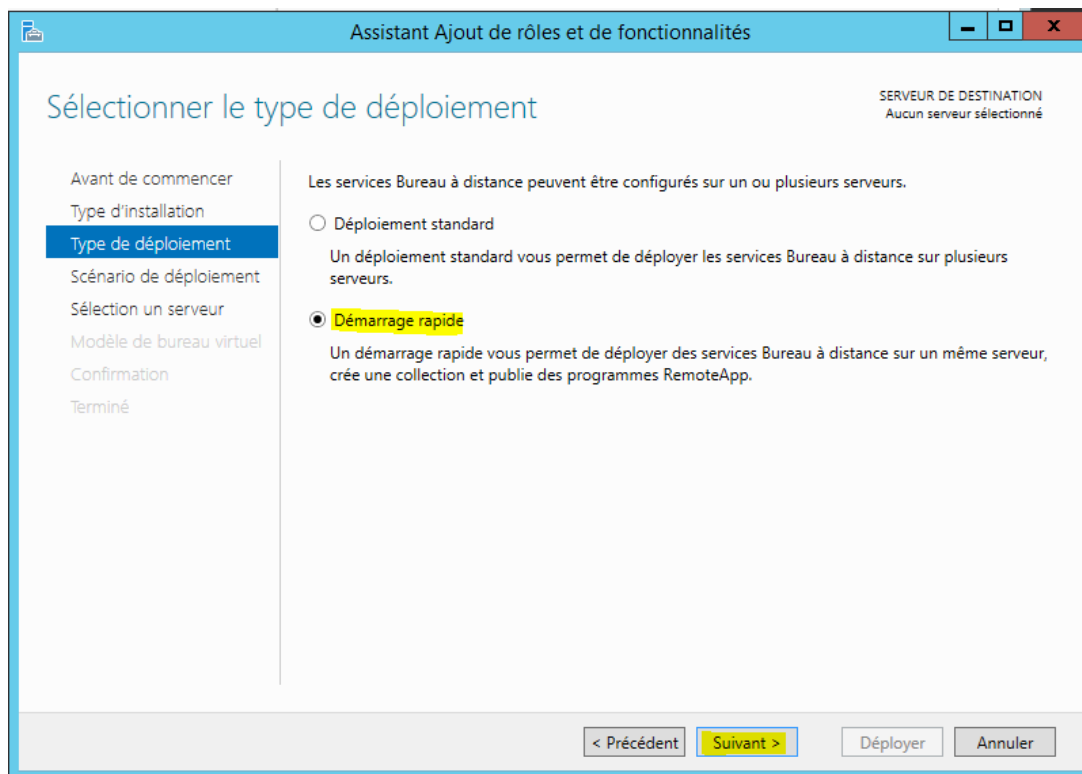 Assistant Ajout de rôles et de fonctionnalités
Sélectionner le type de déploiement
SERVEUR DE DESTINATION
Aucun serveur sélectionné
Avant de commencer
Type d'installation
Type de déploiement
Scénario de déploiement
Sélection un serveur
Modèle de bureau virtuel
Confirmation
Terminé
Les services Bureau à distance peuvent être configurés sur un ou plusieurs serveurs.
Déploiement standard
Un déploiement standard vous permet de déployer les services Bureau à distance sur plusieurs
serveurs.
Démarrage rapide
Un démarrage rapide vous permet de déployer des services Bureau à distance sur un même serveur,
crée une collection et publie des programmes RemoteApp.
< Précédent
Suivant >
Déployer
Annuler